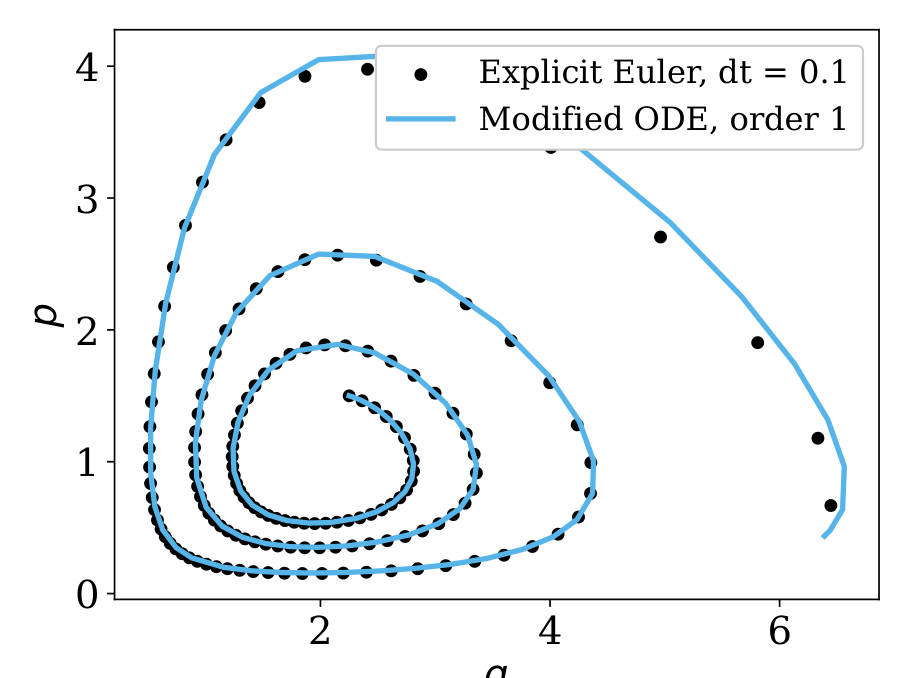 4
3
2
1
0
p
Explicit Euler, dt = 0.1
Modified ODE, order 1
2
4
6